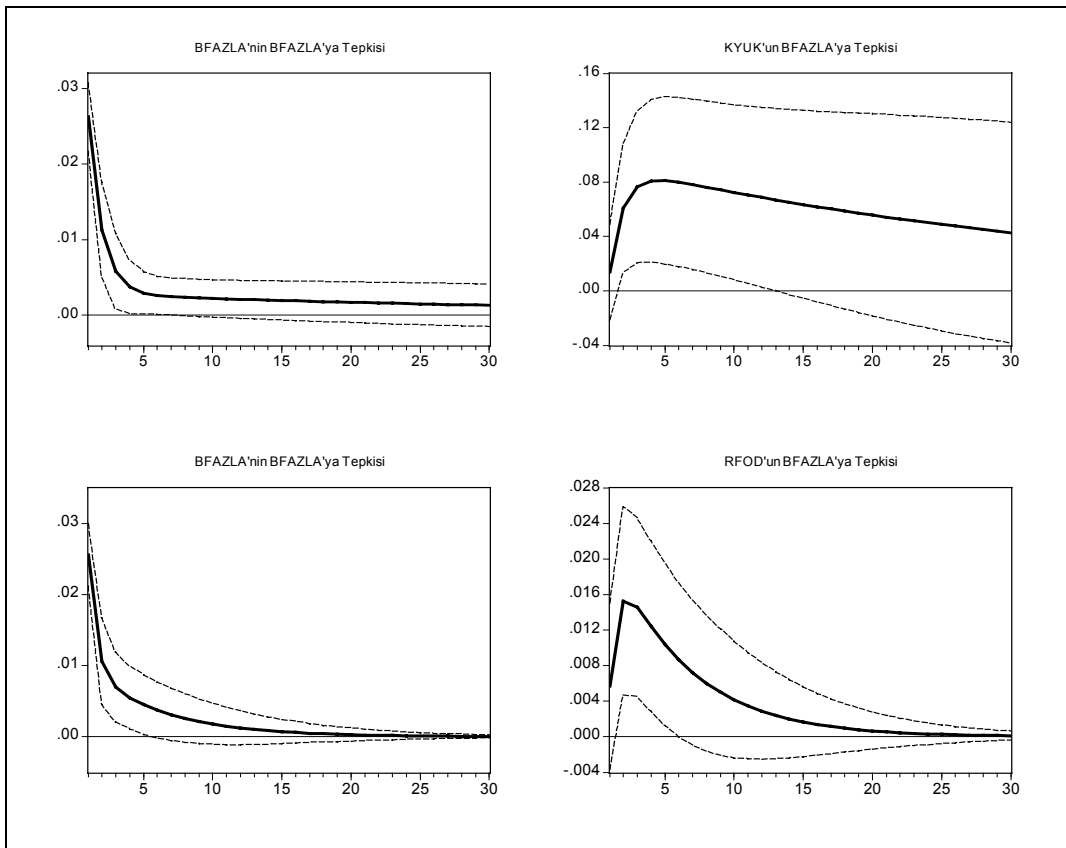 BFAZLA'nin BFAZLA'ya Tepkisi
.03
.02
.01
.00
5 10 15 20 25 30
KYUK'un BFAZLA'ya Tepkisi
.16
.12
.08
.04
.00
-.04
5 10 15 20 25 30
BFAZLA'nin BFAZLA'ya Tepkisi
.03
.02
.01
.00
5 10 15 20 25 30
RFOD'un BFAZLA'ya Tepkisi
.028
.024
.020
.016
.012
.008
.004
.000
-.004
5 10 15 20 25 30